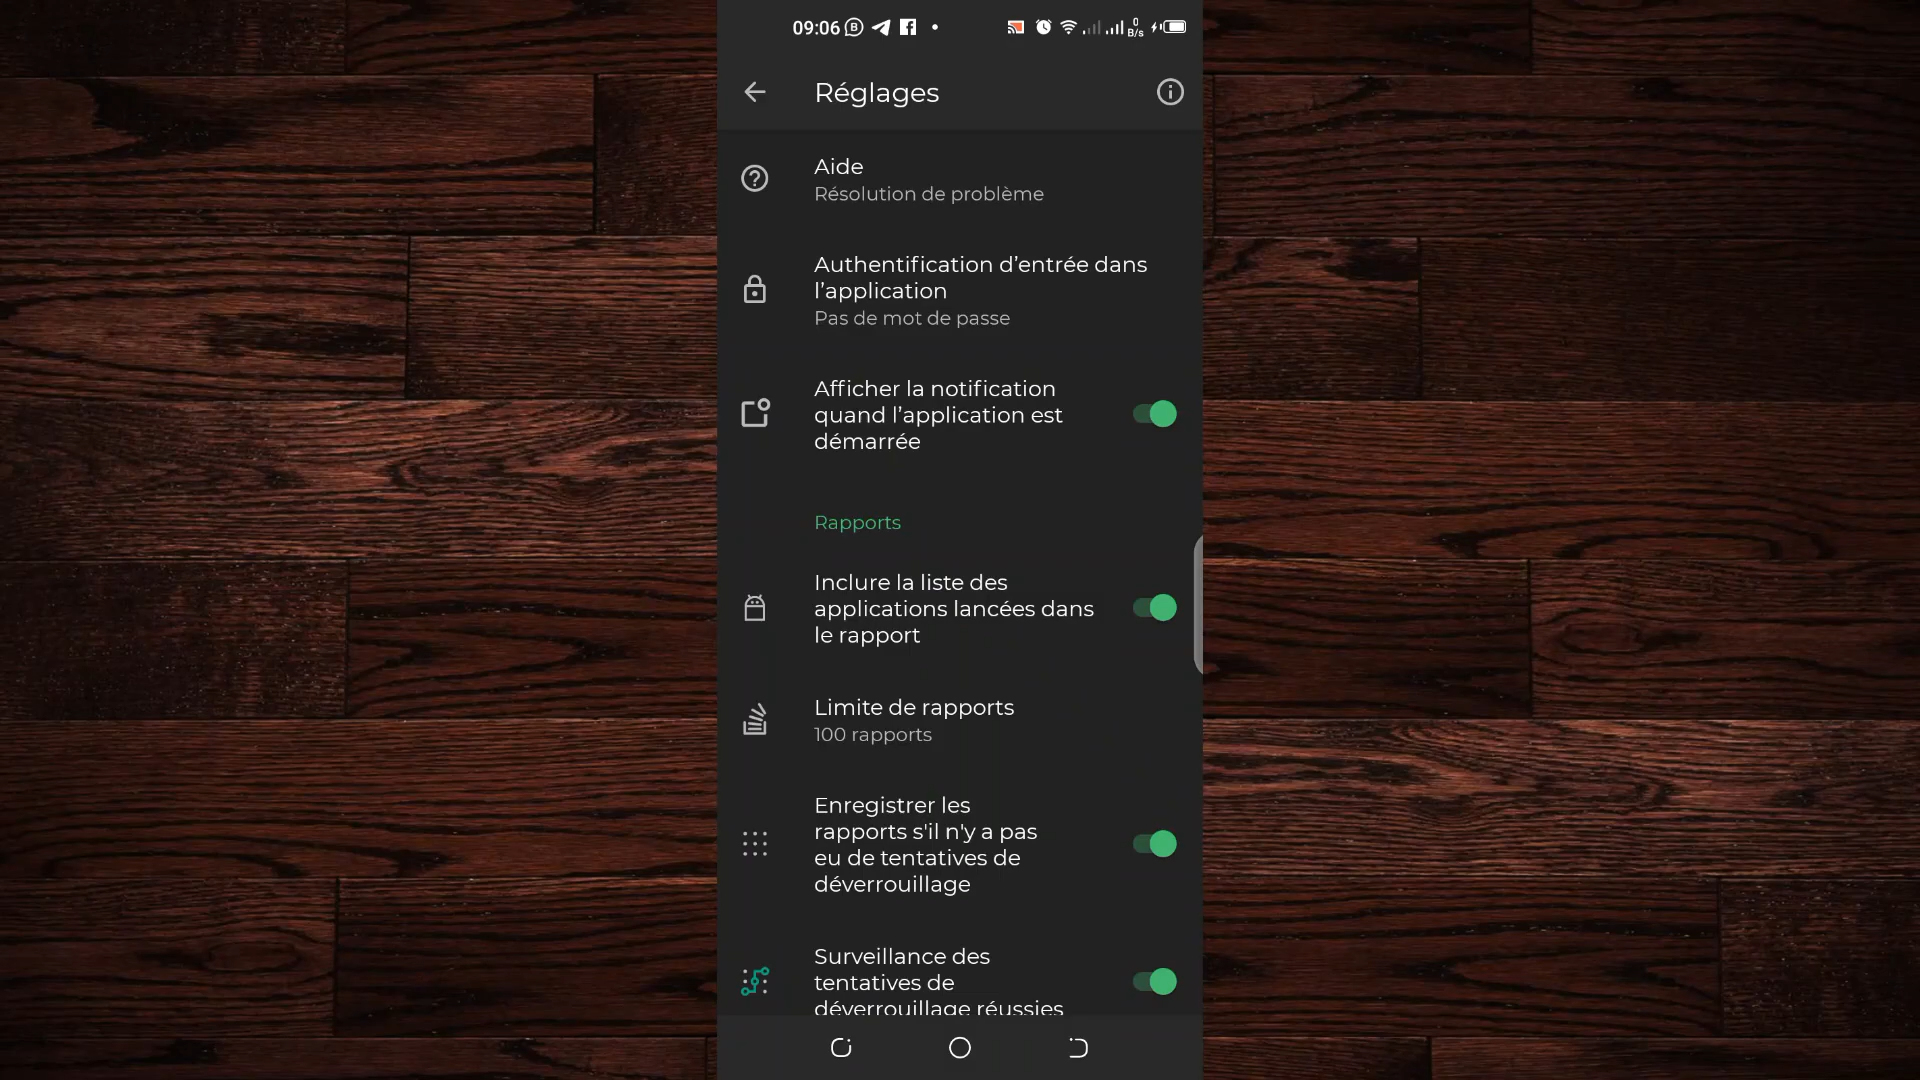 09:06
0
B/s
Réglages
Aide
Résolution de problème
Authentification d'entrée dans
l'application
Pas de mot de passe
Afficher la notification
quand l'application est
démarrée
Rapports
Inclure la liste des
applications lancées dans
le rapport
Limite de rapports
100 rapports
Enregistrer les
rapports s'il n'y a pas
eu de tentatives de
déverrouillage
Surveillance des
tentatives de
déverrouillage réussies